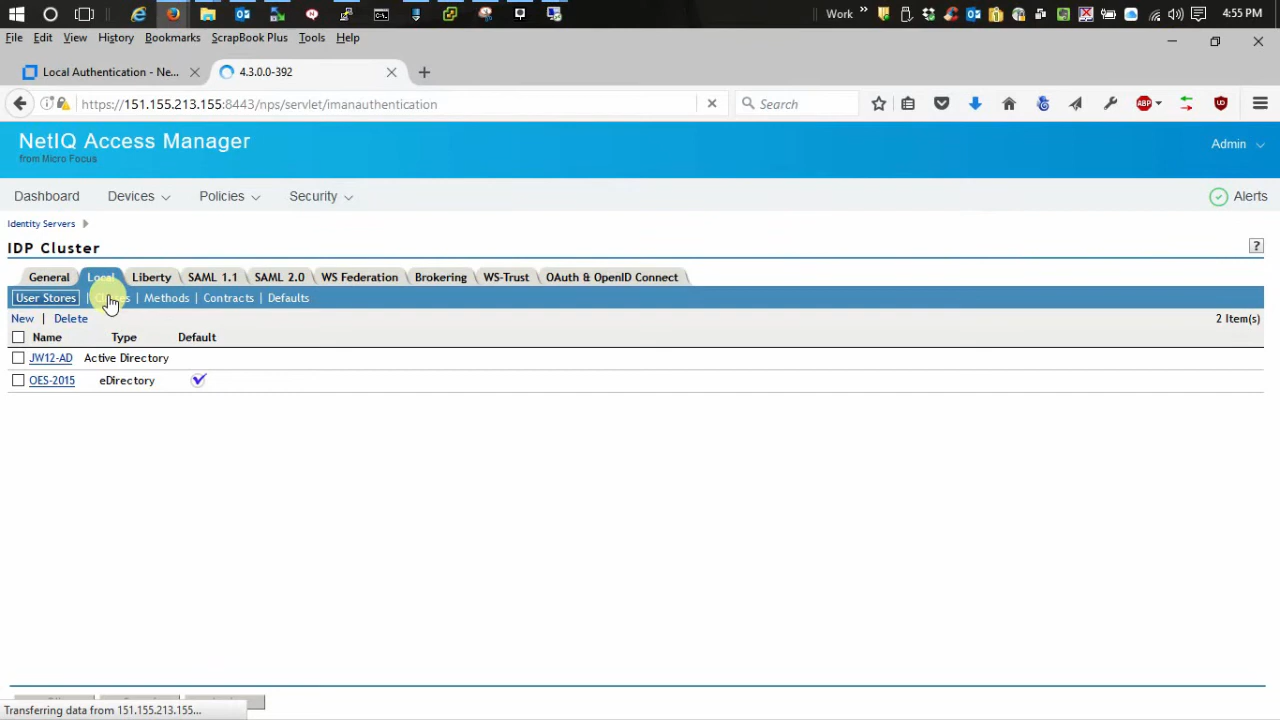 Work » 4:55 PM
File Edit View History Bookmarks ScrapBook Plus Tools Help
Local Authentication - Ne... 4.3.0.0-392
https://151.155.213.155:8443/nps/servlet/imanauthentication Search ABP
NetIQ Access Manager
from Micro Focus
Admin
Dashboard Devices Policies Security Alerts
Identity Servers
IDP Cluster ?
General Local Liberty SAML 1.1 SAML 2.0 WS Federation Brokering WS-Trust OAuth & OpenID Connect
User Stores | Classes | Methods | Contracts | Defaults
New | Delete 2 Item(s)
Name Type Default
JW12-AD Active Directory
OES-2015 eDirectory
Transferring data from 151.155.213.155...